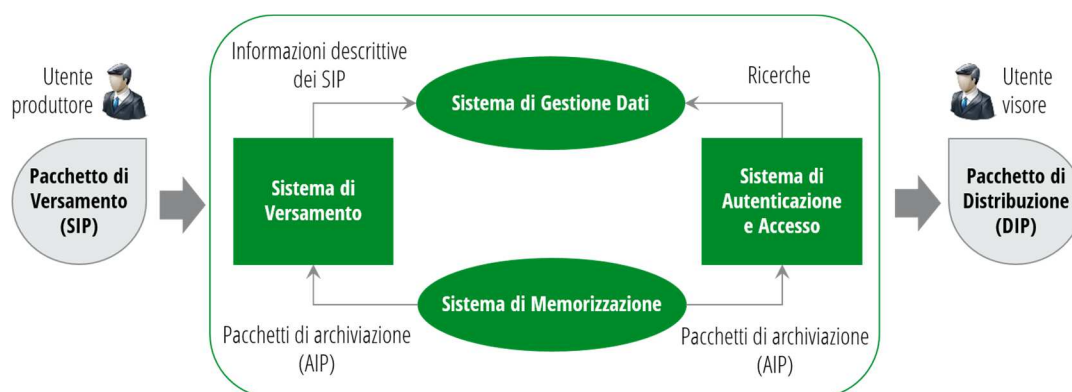 Utente
produttore
Pacchetto di
Versamento
(SIP)
Informazioni descrittive
dei SIP
Sistema di Gestione Dati
Ricerche
Sistema di
Versamento
Sistema di
Autenticazione
e Accesso
Sistema di Memorizzazione
Pacchetti di archiviazione
(AIP)
Pacchetti di archiviazione
(AIP)
Utente
visore
Pacchetto di
Distribuzione
(DIP)